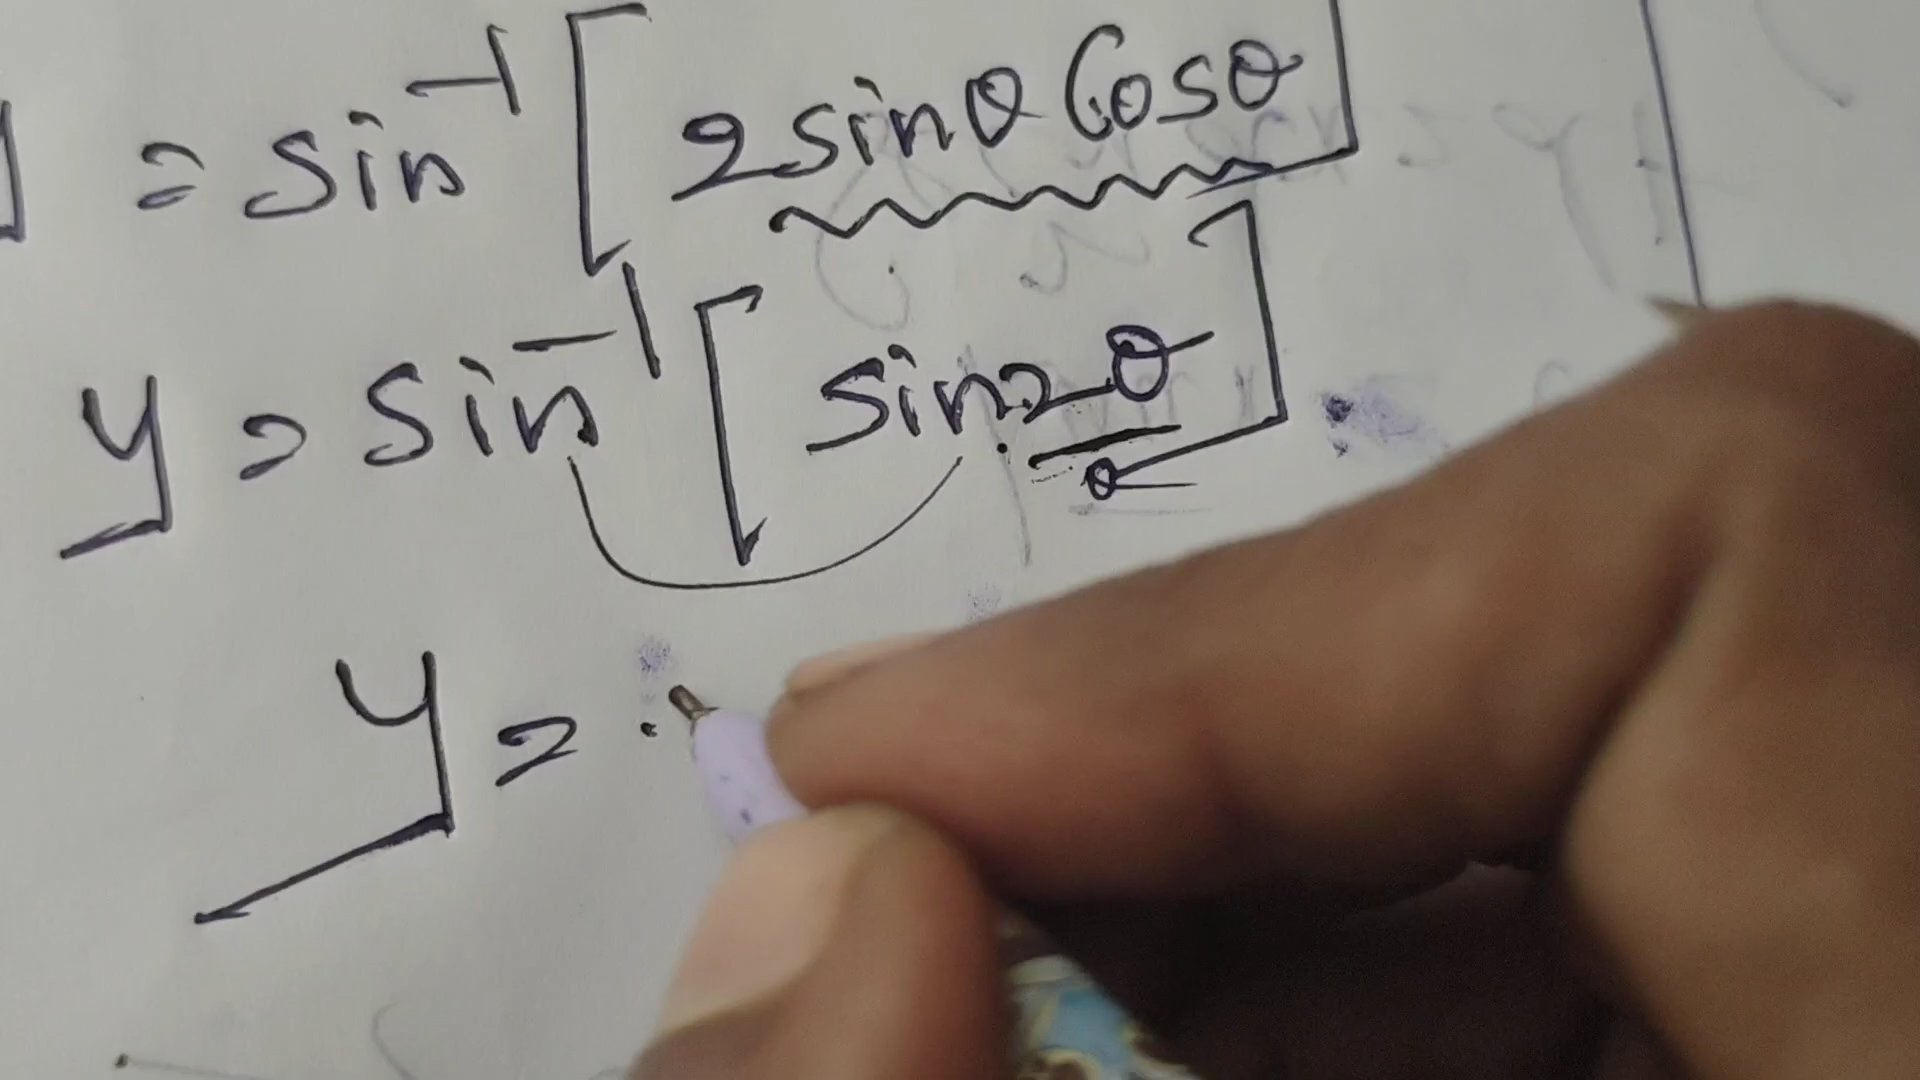 y = sin⁻¹ [2sinθ Cosθ
y = sin⁻¹ [sin2θ]
y =